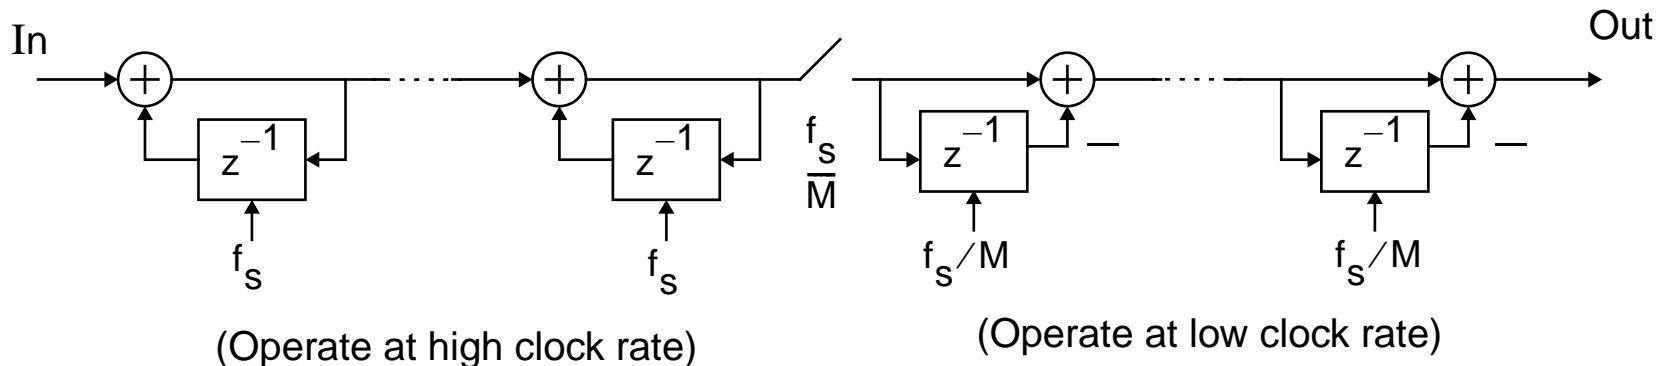 In
Out
+
+
+
+
z^{-1}
z^{-1}
f_s
M
z^{-1}
—
z^{-1}
—
f_s
f_s
f_s/M
f_s/M
(Operate at high clock rate)
(Operate at low clock rate)